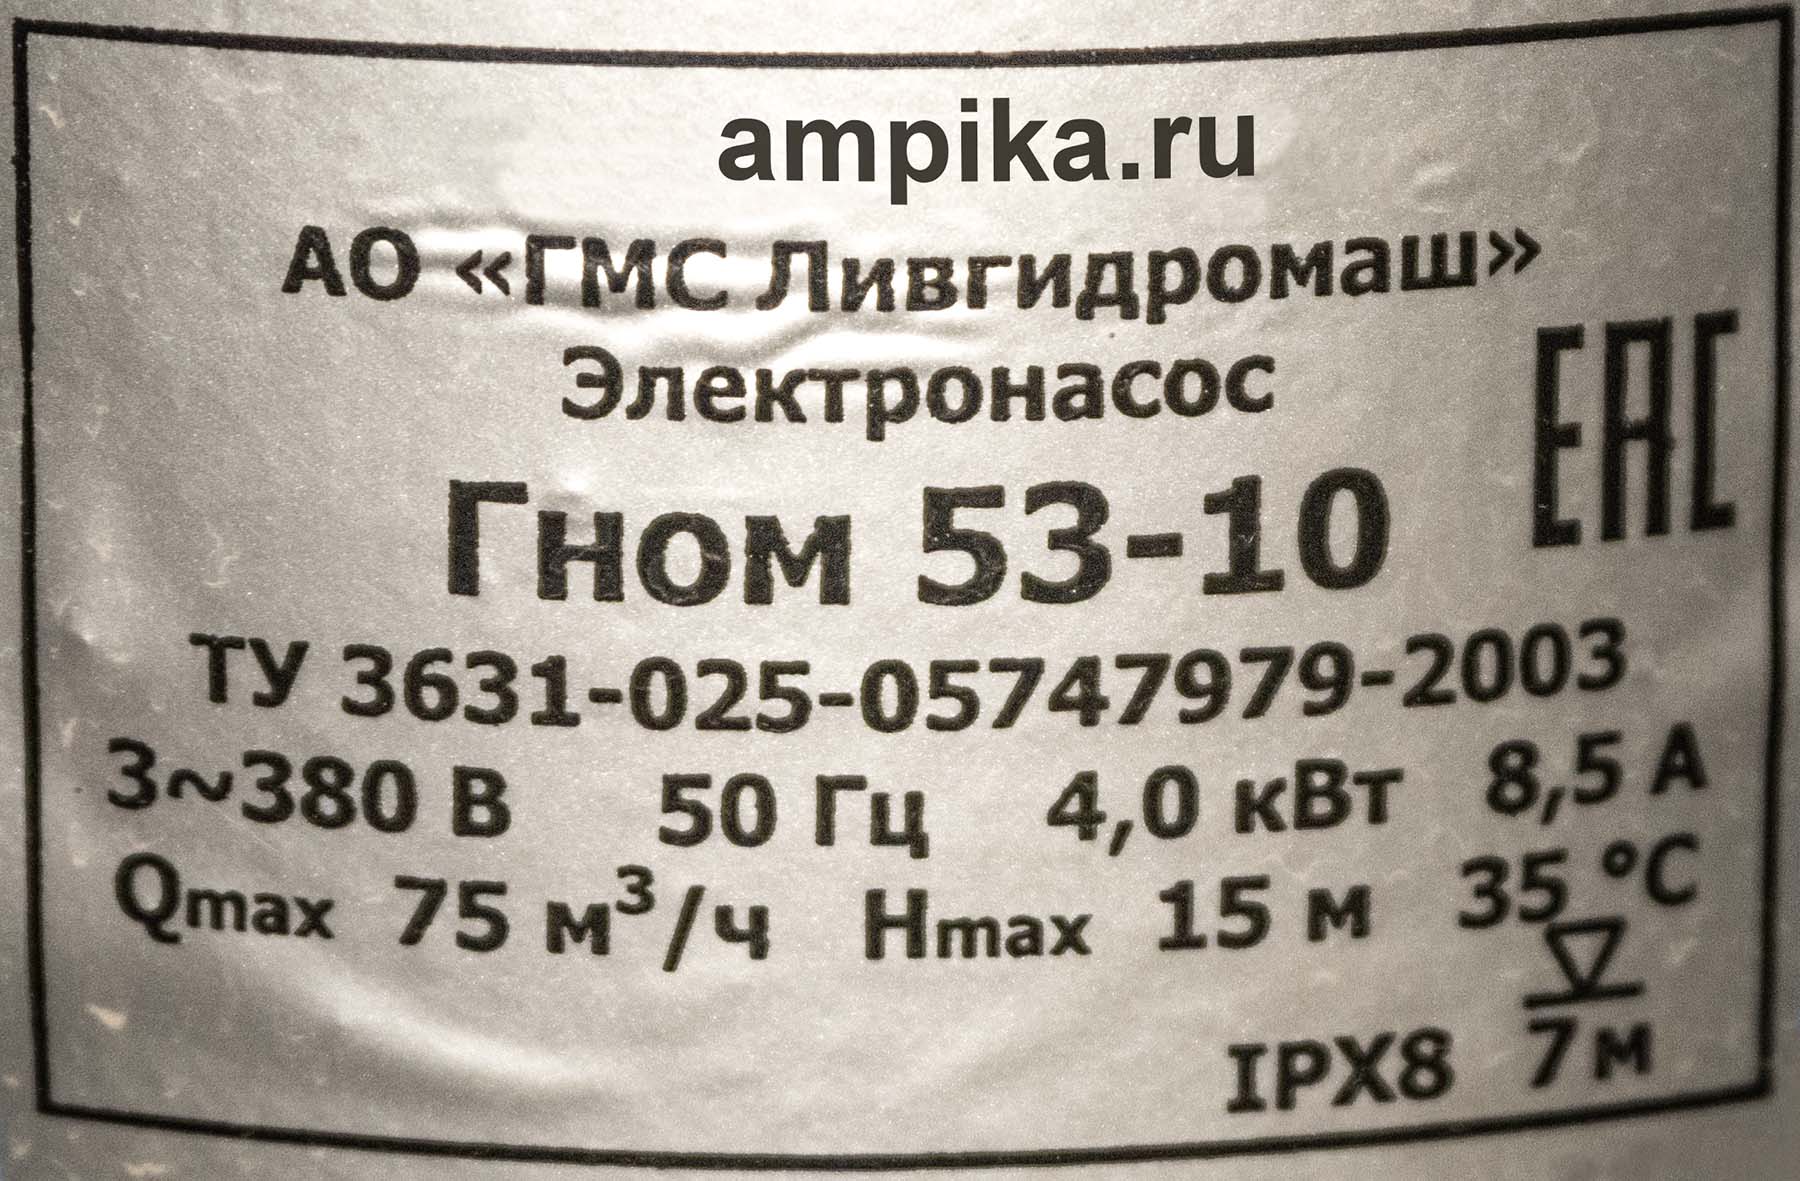 ampika.ru
АО «ГМС Ливгидромаш»
Электронасос
EAC
Гном 53-10
ТУ 3631-025-05747979-2003
3~380 В 50 Гц 4,0 кВт 8,5 А
Qmax 75 м³/ч Hmax 15 м 35 °C
IPX8 7 м